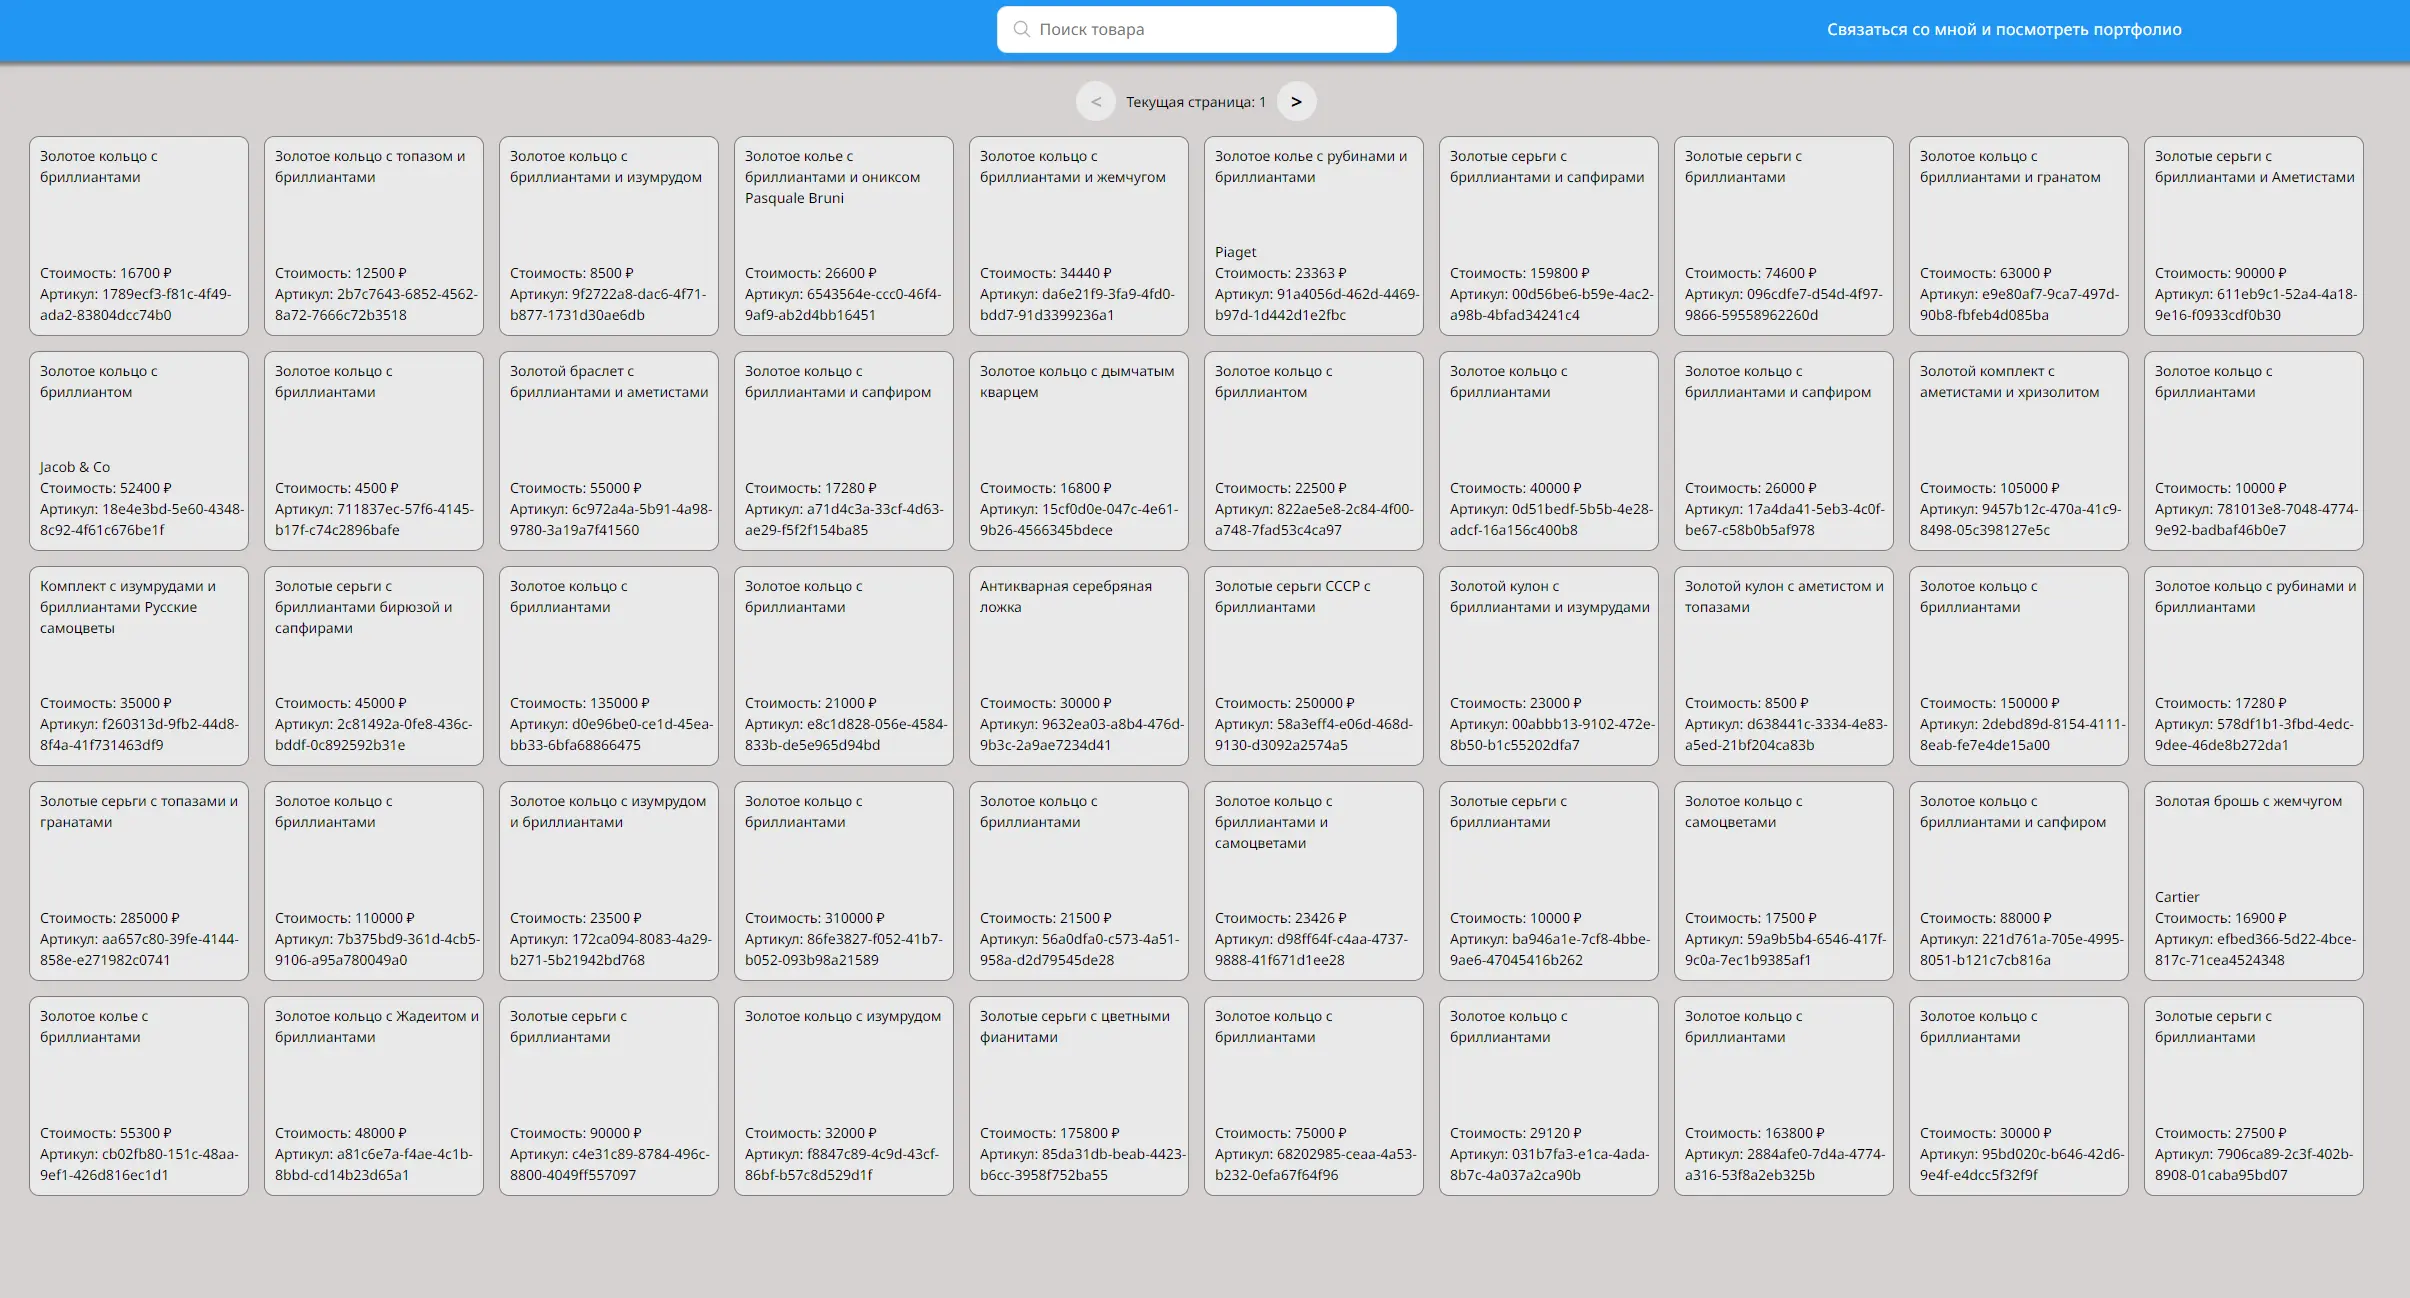 Поиск товара
Связаться со мной и посмотреть портфолио
<
Текущая страница: 1
>
Золотое кольцо с
бриллиантами
Стоимость: 16700 ₽
Артикул: 1789ecf3-f81c-4f49-
ada2-83804dcc74b0
Золотое кольцо с топазом и
бриллиантами
Стоимость: 12500 ₽
Артикул: 2b7c7643-6852-4562-
8a72-7666c72b3518
Золотое кольцо с
бриллиантами и изумрудом
Стоимость: 8500 ₽
Артикул: 9f2722a8-dac6-4f71-
b877-1731d30ae6db
Золотое колье с
бриллиантами и ониксом
Pasquale Bruni
Стоимость: 26600 ₽
Артикул: 6543564e-ccc0-46f4-
9af9-ab2d4bb16451
Золотое кольцо с
бриллиантами и жемчугом
Стоимость: 34440 ₽
Артикул: da6e21f9-3fa9-4fd0-
bdd7-91d3399236a1
Золотое колье с рубинами и
бриллиантами
Piaget
Стоимость: 23363 ₽
Артикул: 91a4056d-462d-4469-
b97d-1d442d1e2fbc
Золотые серьги с
бриллиантами и сапфирами
Стоимость: 159800 ₽
Артикул: 00d56be6-b59e-4ac2-
a98b-4bfad34241c4
Золотые серьги с
бриллиантами
Стоимость: 74600 ₽
Артикул: 096cdfe7-d54d-4f97-
9866-59558962260d
Золотое кольцо с
бриллиантами и гранатом
Стоимость: 63000 ₽
Артикул: e9e80af7-9ca7-497d-
90b8-fbfeb4d085ba
Золотые серьги с
бриллиантами и Аметистами
Стоимость: 90000 ₽
Артикул: 611eb9c1-52a4-4a18-
9e16-f0933cdf0b30
Золотое кольцо с
бриллиантом
Jacob & Co
Стоимость: 52400 ₽
Артикул: 18e4e3bd-5e60-4348-
8c92-4f61c676be1f
Золотое кольцо с
бриллиантами
Стоимость: 4500 ₽
Артикул: 711837ec-57f6-4145-
b17f-c74c2896bafe
Золотой браслет с
бриллиантами и аметистами
Стоимость: 55000 ₽
Артикул: 6c972a4a-5b91-4a98-
9780-3a19a7f41560
Золотое кольцо с
бриллиантами и сапфиром
Стоимость: 17280 ₽
Артикул: a71d4c3a-33cf-4d63-
ae29-f5f2f154ba85
Золотое кольцо с дымчатым
кварцем
Стоимость: 16800 ₽
Артикул: 15cf0d0e-047c-4e61-
9b26-4566345bdece
Золотое кольцо с
бриллиантом
Стоимость: 22500 ₽
Артикул: 822ae5e8-2c84-4f00-
a748-7fad53c4ca97
Золотое кольцо с
бриллиантами
Стоимость: 40000 ₽
Артикул: 0d51bedf-5b5b-4e28-
adcf-16a156c400b8
Золотое кольцо с
бриллиантами и сапфиром
Стоимость: 26000 ₽
Артикул: 17a4da41-5eb3-4c0f-
be67-c58b0b5af978
Золотой комплект с
аметистами и хризолитом
Стоимость: 105000 ₽
Артикул: 9457b12c-470a-41c9-
8498-05c398127e5c
Золотое кольцо с
бриллиантами
Стоимость: 10000 ₽
Артикул: 781013e8-7048-4774-
9e92-badbaf46b0e7
Комплект с изумрудами и
бриллиантами Русские
самоцветы
Стоимость: 35000 ₽
Артикул: f260313d-9fb2-44d8-
8f4a-41f731463df9
Золотые серьги с
бриллиантами бирюзой и
сапфирами
Стоимость: 45000 ₽
Артикул: 2c81492a-0fe8-436c-
bddf-0c892592b31e
Золотое кольцо с
бриллиантами
Стоимость: 135000 ₽
Артикул: d0e96be0-ce1d-45ea-
bb33-6bfa68866475
Золотое кольцо с
бриллиантами
Стоимость: 21000 ₽
Артикул: e8c1d828-056e-4584-
833b-de5e965d94bd
Антикварная серебряная
ложка
Стоимость: 30000 ₽
Артикул: 9632ea03-a8b4-476d-
9b3c-2a9ae7234d41
Золотые серьги СССР с
бриллиантами
Стоимость: 250000 ₽
Артикул: 58a3eff4-e06d-468d-
9130-d3092a2574a5
Золотой кулон с
бриллиантами и изумрудами
Стоимость: 23000 ₽
Артикул: 00abbb13-9102-472e-
8b50-b1c55202dfa7
Золотой кулон с аметистом и
топазами
Стоимость: 8500 ₽
Артикул: d638441c-3334-4e83-
a5ed-21bf204ca83b
Золотое кольцо с
бриллиантами
Стоимость: 150000 ₽
Артикул: 2debd89d-8154-4111-
8eab-fe7e4de15a00
Золотое кольцо с рубинами и
бриллиантами
Стоимость: 17280 ₽
Артикул: 578df1b1-3fbd-4edc-
9dee-46de8b272da1
Золотые серьги с топазами и
гранатами
Стоимость: 285000 ₽
Артикул: aa657c80-39fe-4144-
858e-e271982c0741
Золотое кольцо с
бриллиантами
Стоимость: 110000 ₽
Артикул: 7b375bd9-361d-4cb5-
9106-a95a780049a0
Золотое кольцо с изумрудом
и бриллиантами
Стоимость: 23500 ₽
Артикул: 172ca094-8083-4a29-
b271-5b21942bd768
Золотое кольцо с
бриллиантами
Стоимость: 310000 ₽
Артикул: 86fe3827-f052-41b7-
b052-093b98a21589
Золотое кольцо с
бриллиантами
Стоимость: 21500 ₽
Артикул: 56a0dfa0-c573-4a51-
958a-d2d79545de28
Золотое кольцо с
бриллиантами и
самоцветами
Стоимость: 23426 ₽
Артикул: d98ff64f-c4aa-4737-
9888-41f671d1ee28
Золотые серьги с
бриллиантами
Стоимость: 10000 ₽
Артикул: ba946a1e-7cf8-4bbe-
9ae6-47045416b262
Золотое кольцо с
самоцветами
Стоимость: 17500 ₽
Артикул: 59a9b5b4-6546-417f-
9c0a-7ec1b9385af1
Золотое кольцо с
бриллиантами и сапфиром
Стоимость: 88000 ₽
Артикул: 221d761a-705e-4995-
8051-b121c7cb816a
Золотая брошь с жемчугом
Cartier
Стоимость: 16900 ₽
Артикул: efbed366-5d22-4bce-
817c-71cea4524348
Золотое колье с
бриллиантами
Стоимость: 55300 ₽
Артикул: cb02fb80-151c-48aa-
9ef1-426d816ec1d1
Золотое кольцо с Жадеитом и
бриллиантами
Стоимость: 48000 ₽
Артикул: a81c6e7a-f4ae-4c1b-
8bbd-cd14b23d65a1
Золотые серьги с
бриллиантами
Стоимость: 90000 ₽
Артикул: c4e31c89-8784-496c-
8800-4049ff557097
Золотое кольцо с изумрудом
Стоимость: 32000 ₽
Артикул: f8847c89-4c9d-43cf-
86bf-b57c8d529d1f
Золотые серьги с цветными
фианитами
Стоимость: 175800 ₽
Артикул: 85da31db-beab-4423-
b6cc-3958f752ba55
Золотое кольцо с
бриллиантами
Стоимость: 75000 ₽
Артикул: 68202985-ceaa-4a53-
b232-0efa67f64f96
Золотое кольцо с
бриллиантами
Стоимость: 29120 ₽
Артикул: 031b7fa3-e1ca-4ada-
8b7c-4a037a2ca90b
Золотое кольцо с
бриллиантами
Стоимость: 163800 ₽
Артикул: 2884afe0-7d4a-4774-
a316-53f8a2eb325b
Золотое кольцо с
бриллиантами
Стоимость: 30000 ₽
Артикул: 95bd020c-b646-42d6-
9e4f-e4dcc5f32f9f
Золотые серьги с
бриллиантами
Стоимость: 27500 ₽
Артикул: 7906ca89-2c3f-402b-
8908-01caba95bd07